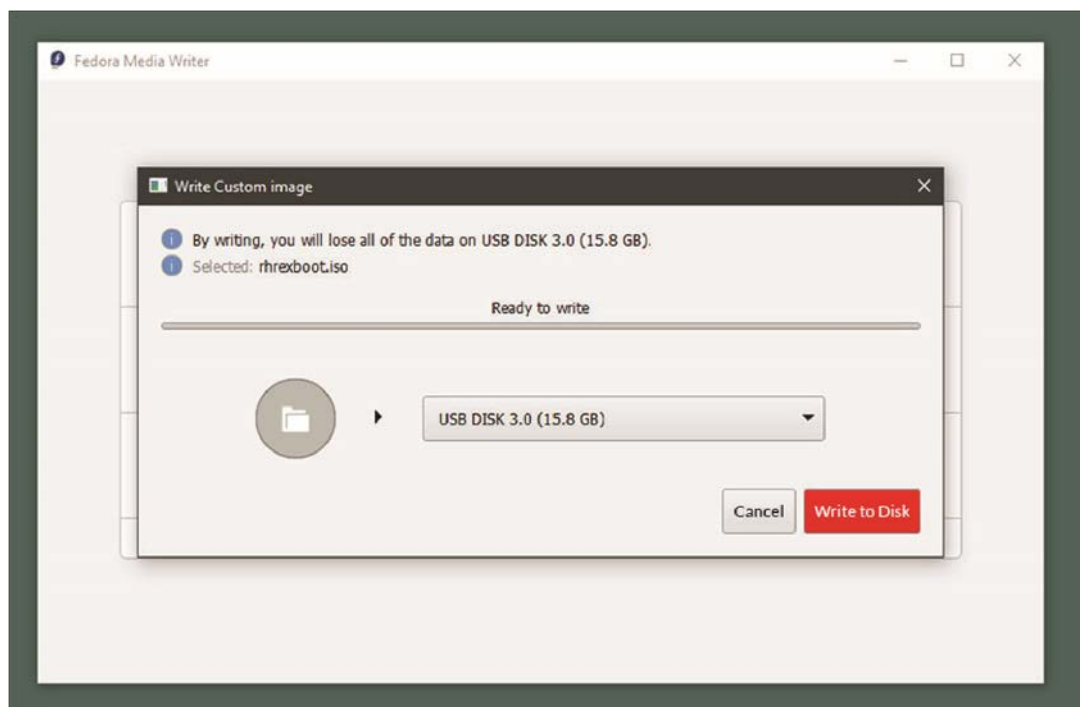 Fedora Media Writer
Write Custom image
By writing, you will lose all of the data on USB DISK 3.0 (15.8 GB).
Selected: rhrexboot.iso
Ready to write
USB DISK 3.0 (15.8 GB)
Cancel
Write to Disk